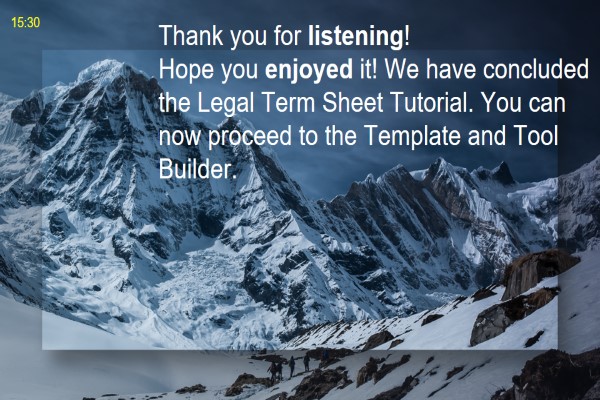 15:30
Thank you for listening!
Hope you enjoyed it! We have concluded
the Legal Term Sheet Tutorial. You can
now proceed to the Template and Tool
Builder.